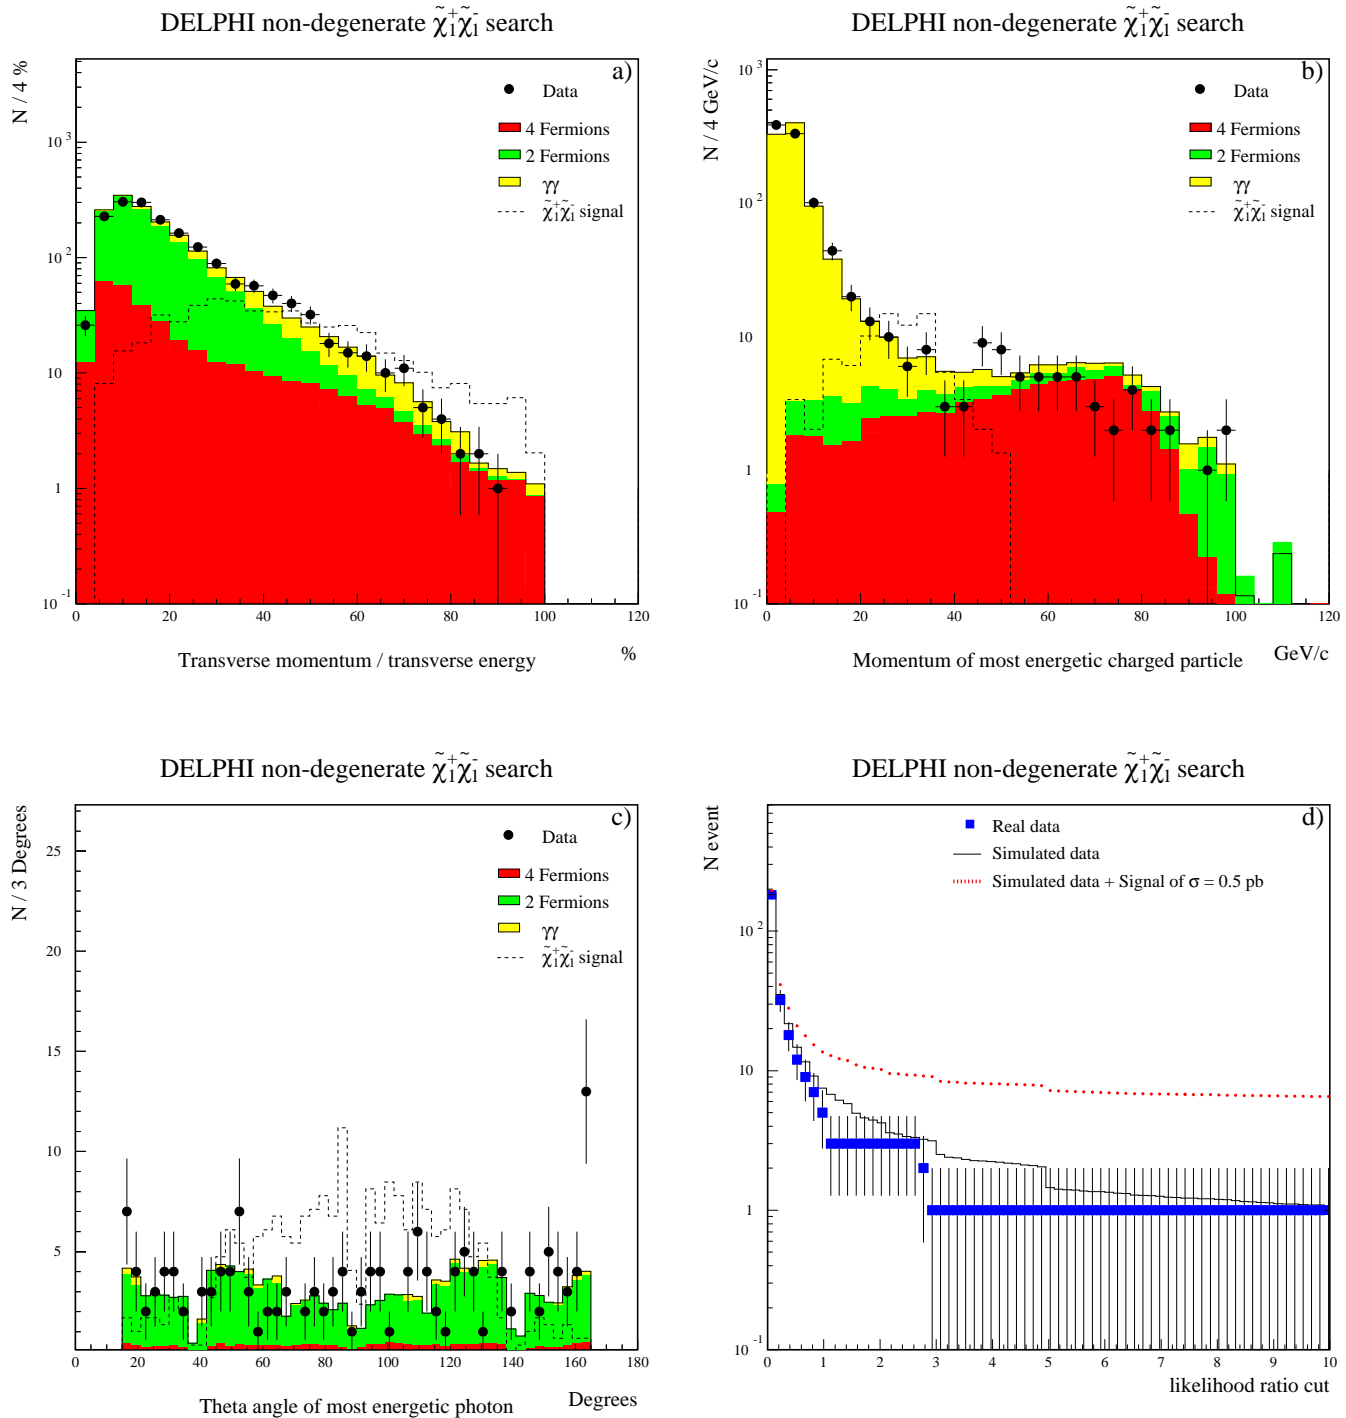 DELPHI non-degenerate χ̃₁⁺χ̃₁⁻ search
a)
N / 4 %
Data
4 Fermions
2 Fermions
γγ
χ̃₁⁺χ̃₁⁻ signal
10³
10²
10
1
10⁻¹
0 20 40 60 80 100 120
Transverse momentum / transverse energy %
DELPHI non-degenerate χ̃₁⁺χ̃₁⁻ search
b)
N / 4 GeV/c
Data
4 Fermions
2 Fermions
γγ
χ̃₁⁺χ̃₁⁻ signal
10³
10²
10
1
10⁻¹
0 20 40 60 80 100 120
Momentum of most energetic charged particle GeV/c
DELPHI non-degenerate χ̃₁⁺χ̃₁⁻ search
c)
N / 3 Degrees
Data
4 Fermions
2 Fermions
γγ
χ̃₁⁺χ̃₁⁻ signal
25
20
15
10
5
0 20 40 60 80 100 120 140 160 180
Theta angle of most energetic photon Degrees
DELPHI non-degenerate χ̃₁⁺χ̃₁⁻ search
d)
N event
Real data
Simulated data
Simulated data + Signal of σ = 0.5 pb
10²
10
1
10⁻¹
0 1 2 3 4 5 6 7 8 9 10
likelihood ratio cut